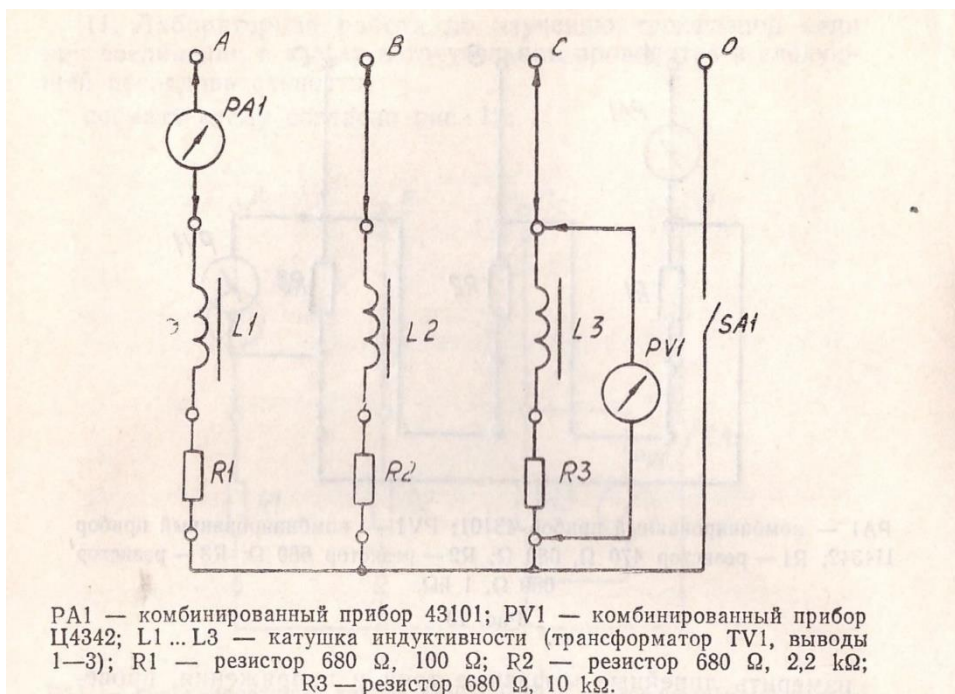 A B C O
PA1
L1 L2 L3 SA1
PV1
R1 R2 R3
PA1 — комбинированный прибор 43101; PV1 — комбинированный прибор
Ц4342; L1 ... L3 — катушка индуктивности (трансформатор TV1, выводы
1—3); R1 — резистор 680 Ω, 100 Ω; R2 — резистор 680 Ω, 2,2 kΩ;
R3 — резистор 680 Ω, 10 kΩ.